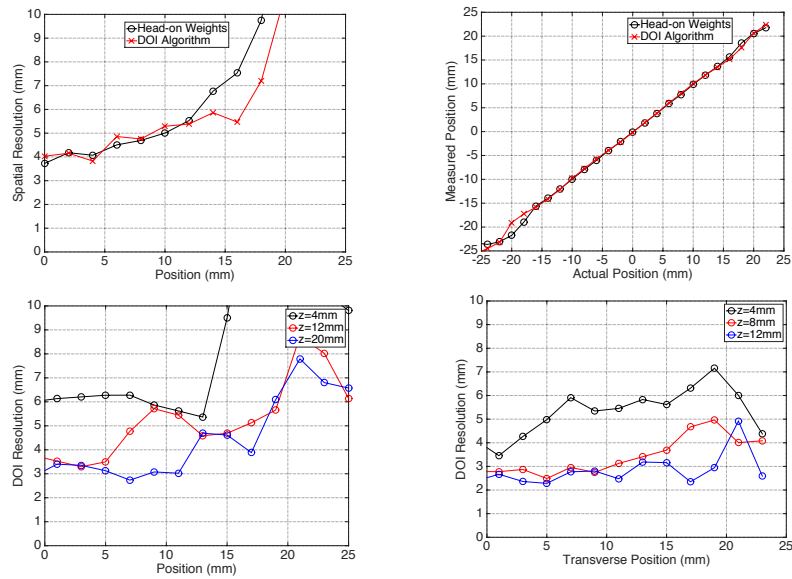 10
9
8
7
6
5
4
3
2
1
0
Spatial Resolution (mm)
Head-on Weights
DOI Algorithm
0 5 10 15 20 25
Position (mm)
25
20
15
10
5
0
-5
-10
-15
-20
-25
Measured Position (mm)
Head-on Weights
DOI Algorithm
-25 -20 -15 -10 -5 0 5 10 15 20 25
Actual Position (mm)
10
9
8
7
6
5
4
3
2
1
0
DOI Resolution (mm)
z=4mm
z=12mm
z=20mm
0 5 10 15 20 25
Position (mm)
10
9
8
7
6
5
4
3
2
1
0
DOI Resolution (mm)
z=4mm
z=8mm
z=12mm
0 5 10 15 20 25
Transverse Position (mm)